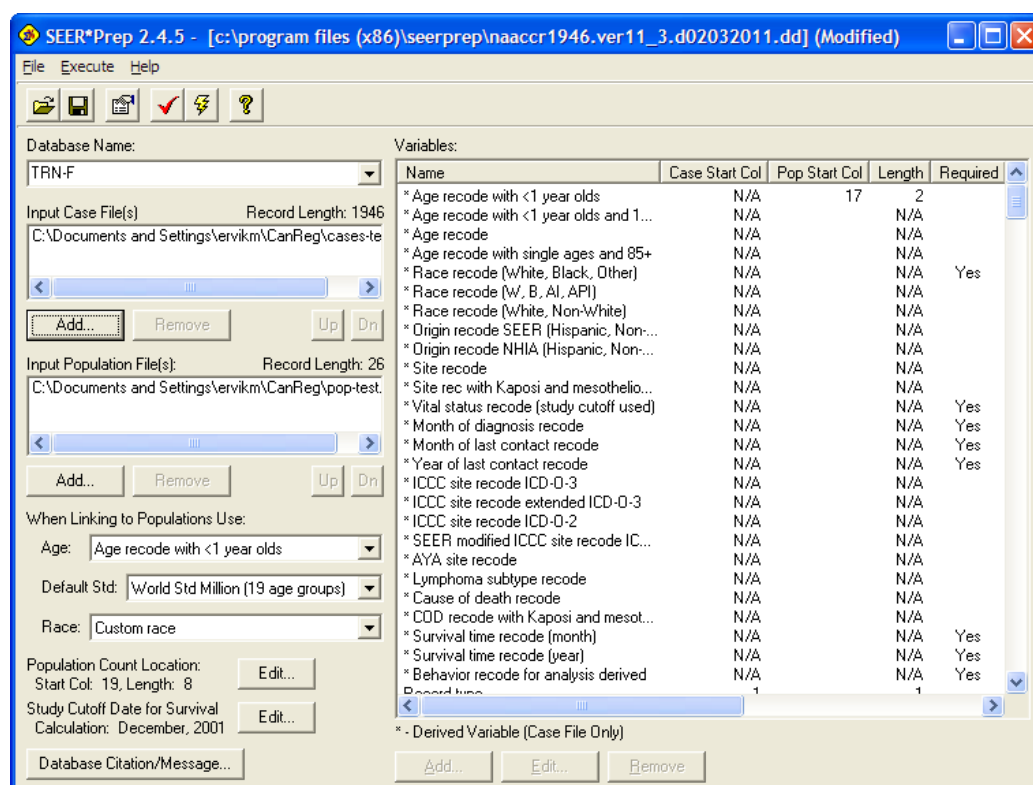 SEER*Prep 2.4.5 - [c:\program files (x86)\seerprep\naaccr1946.ver11_3.d02032011.dd] (Modified)
File Execute Help
Database Name:
TRN-F
Input Case File(s) Record Length: 1946
C:\Documents and Settings\ervikm\CanReg\cases-te
Add... Remove Up Dn
Input Population File(s): Record Length: 26
C:\Documents and Settings\ervikm\CanReg\pop-test.
Add... Remove Up Dn
When Linking to Populations Use:
Age: Age recode with <1 year olds
Default Std: World Std Million (19 age groups)
Race: Custom race
Population Count Location:
Start Col: 19, Length: 8
Edit...
Study Cutoff Date for Survival
Calculation: December, 2001
Edit...
Database Citation/Message...
Variables:
Name Case Start Col Pop Start Col Length Required
* Age recode with <1 year olds N/A 17 2
* Age recode with <1 year olds and 1... N/A N/A
* Age recode N/A N/A
* Age recode with single ages and 85+ N/A N/A
* Race recode (White, Black, Other) N/A N/A Yes
* Race recode (W, B, AI, API) N/A N/A
* Race recode (White, Non-White) N/A N/A
* Origin recode SEER (Hispanic, Non-... N/A N/A
* Origin recode NHIA (Hispanic, Non-... N/A N/A
* Site recode N/A N/A
* Site rec with Kaposi and mesothelio... N/A N/A
* Vital status recode (study cutoff used) N/A N/A Yes
* Month of diagnosis recode N/A N/A Yes
* Month of last contact recode N/A N/A Yes
* Year of last contact recode N/A N/A Yes
* ICCC site recode ICD-O-3 N/A N/A
* ICCC site recode extended ICD-O-3 N/A N/A
* ICCC site recode ICD-O-2 N/A N/A
* SEER modified ICCC site recode IC... N/A N/A
* AYA site recode N/A N/A
* Lymphoma subtype recode N/A N/A
* Cause of death recode N/A N/A
* COD recode with Kaposi and mesot... N/A N/A
* Survival time recode (month) N/A N/A Yes
* Survival time recode (year) N/A N/A Yes
* Behavior recode for analysis derived N/A N/A Yes
Record type 1 1
* - Derived Variable (Case File Only)
Add... Edit... Remove